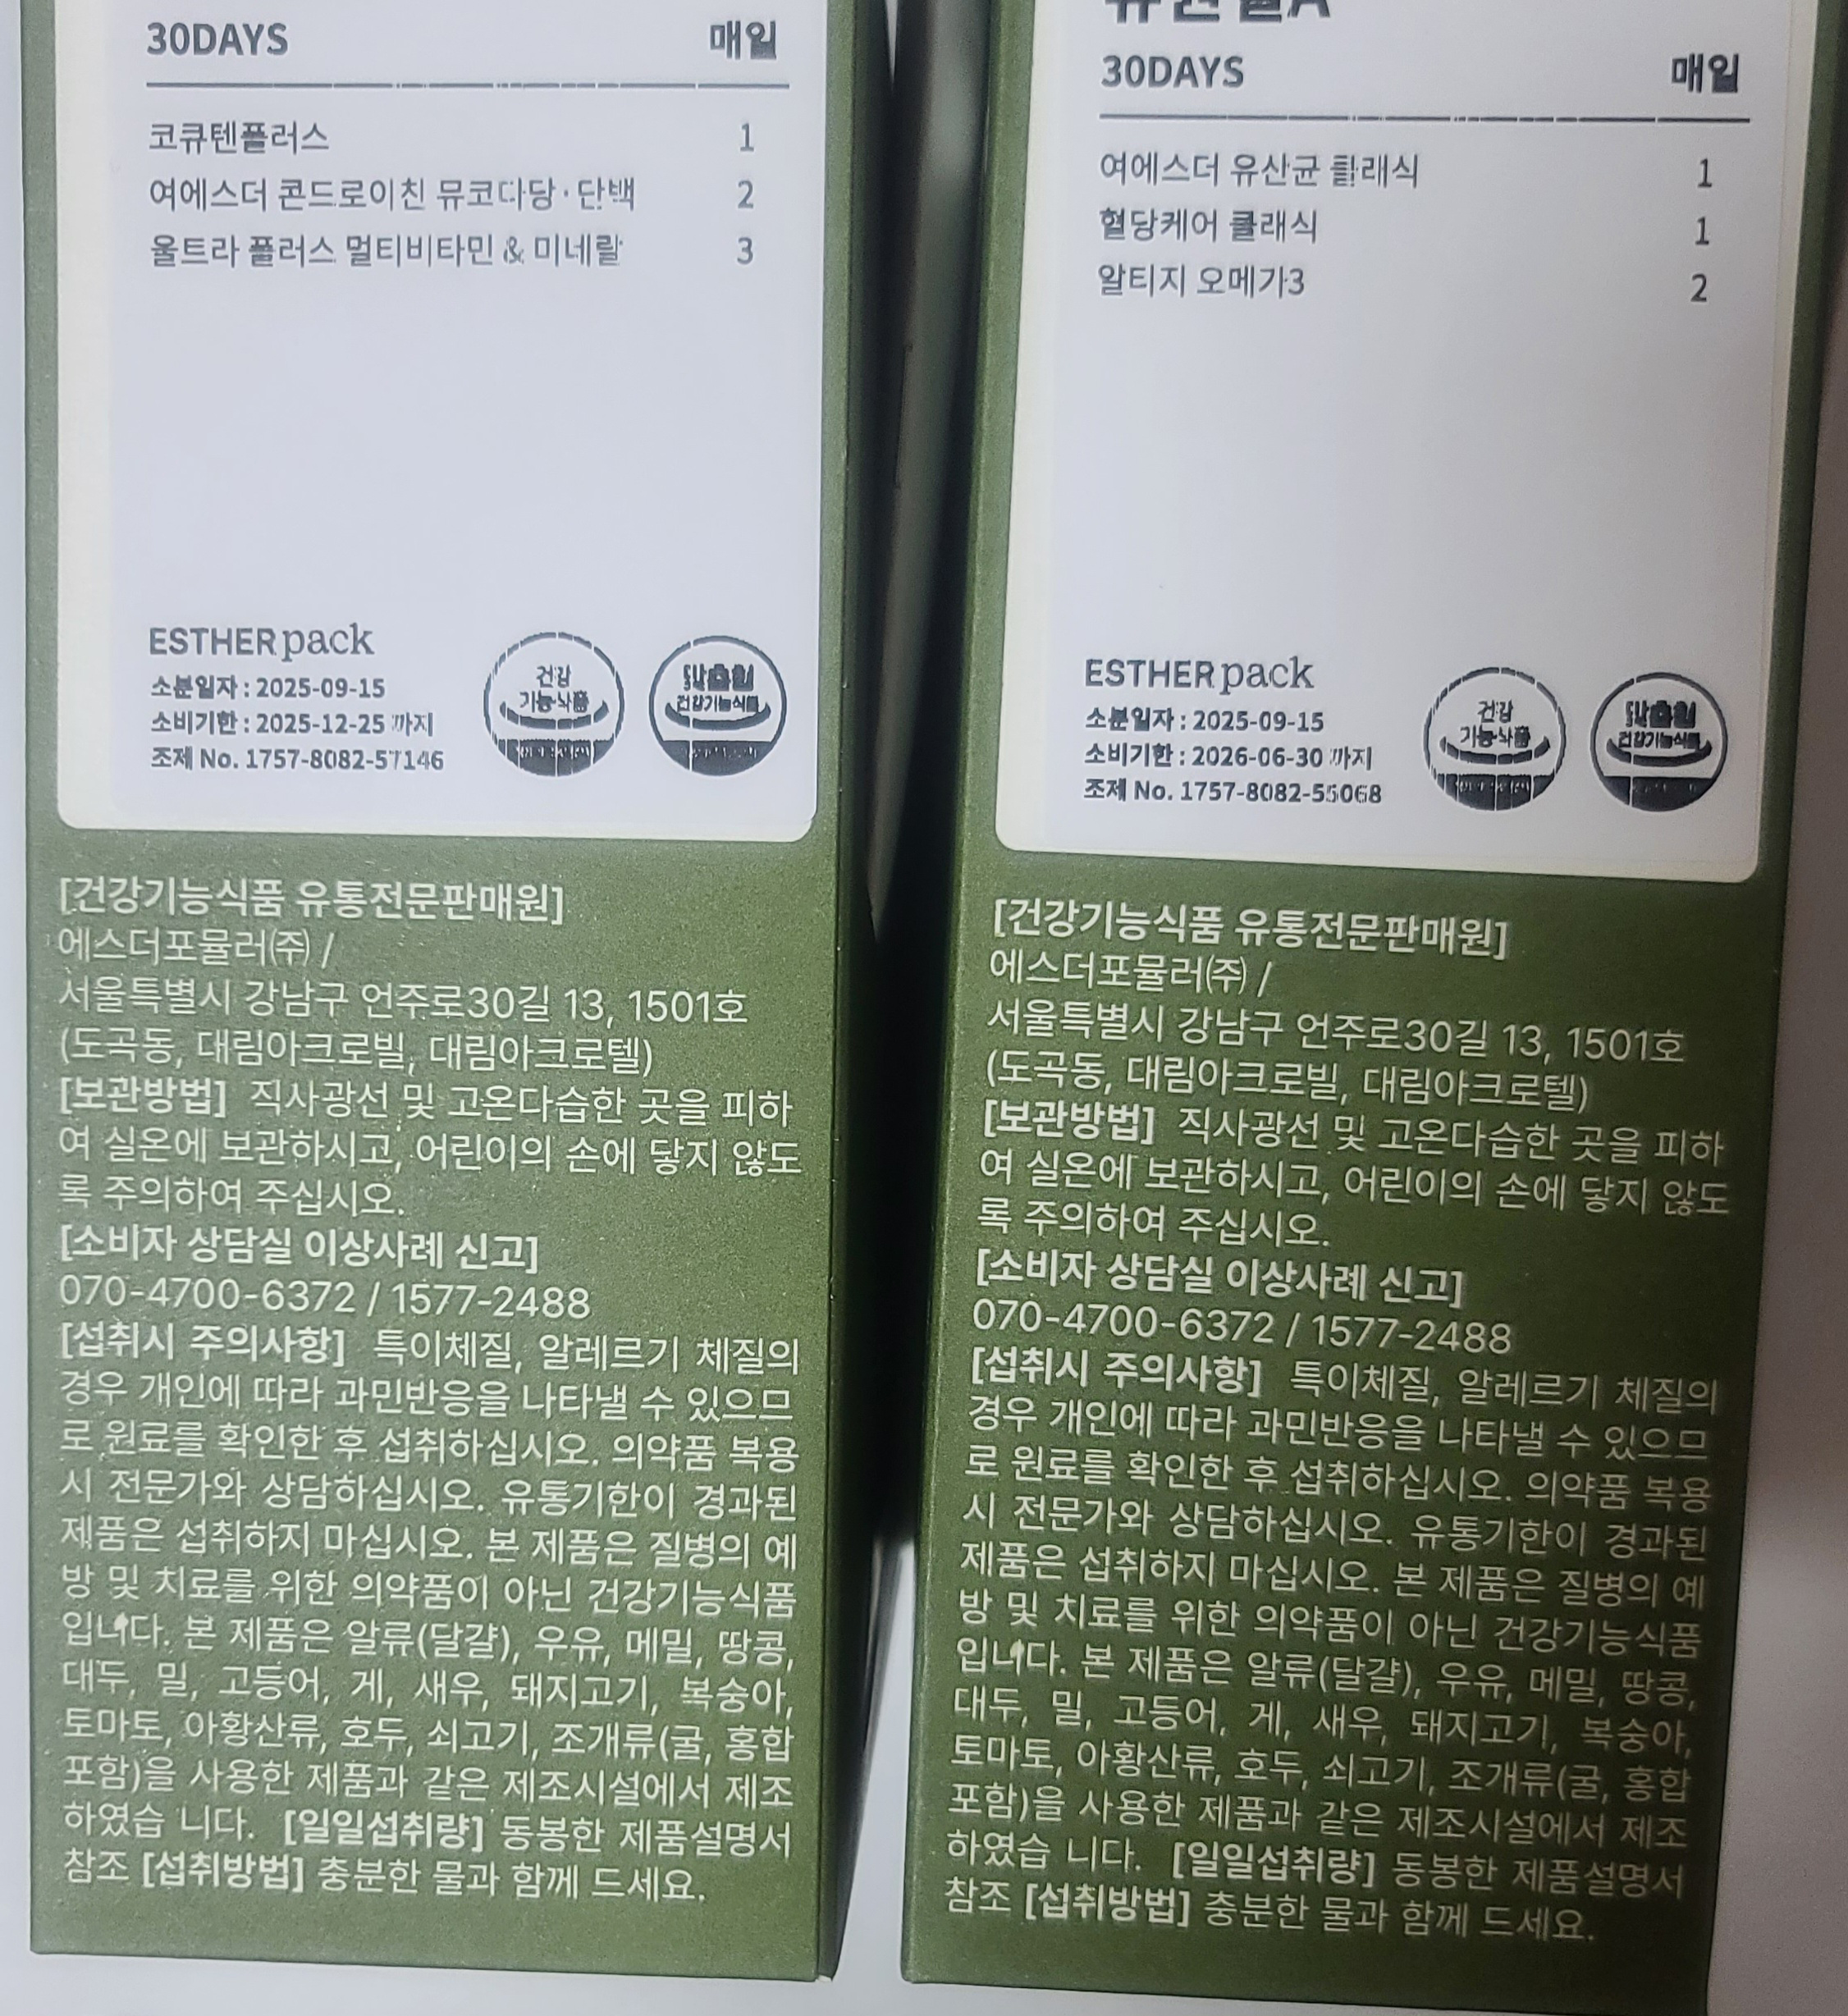 30DAYS 매일
코큐텐플러스 1
여에스더 콘드로이친 뮤코다당·단백 2
울트라 플러스 멀티비타민 & 미네랄 3
ESTHER pack
소분일자 : 2025-09-15
소비기한 : 2025-12-25 까지
조제 No. 1757-8082-57146
건강
기능식품
맞춤형
건강기능식품
[건강기능식품 유통전문판매원]
에스더포뮬러㈜ /
서울특별시 강남구 언주로30길 13, 1501호
(도곡동, 대림아크로빌, 대림아크로텔)
[보관방법] 직사광선 및 고온다습한 곳을 피하
여 실온에 보관하시고, 어린이의 손에 닿지 않도
록 주의하여 주십시오.
[소비자 상담실 이상사례 신고]
070-4700-6372 / 1577-2488
[섭취시 주의사항] 특이체질, 알레르기 체질의
경우 개인에 따라 과민반응을 나타낼 수 있으므
로 원료를 확인한 후 섭취하십시오. 의약품 복용
시 전문가와 상담하십시오. 유통기한이 경과된
제품은 섭취하지 마십시오. 본 제품은 질병의 예
방 및 치료를 위한 의약품이 아닌 건강기능식품
입니다. 본 제품은 알류(달걀), 우유, 메밀, 땅콩,
대두, 밀, 고등어, 게, 새우, 돼지고기, 복숭아,
토마토, 아황산류, 호두, 쇠고기, 조개류(굴, 홍합
포함)을 사용한 제품과 같은 제조시설에서 제조
하였습 니다. [일일섭취량] 동봉한 제품설명서
참조 [섭취방법] 충분한 물과 함께 드세요.
30DAYS 매일
여에스더 유산균 클래식 1
혈당케어 클래식 1
알티지 오메가3 2
ESTHER pack
소분일자 : 2025-09-15
소비기한 : 2026-06-30 까지
조제 No. 1757-8082-55068
건강
기능식품
맞춤형
건강기능식품
[건강기능식품 유통전문판매원]
에스더포뮬러㈜ /
서울특별시 강남구 언주로30길 13, 1501호
(도곡동, 대림아크로빌, 대림아크로텔)
[보관방법] 직사광선 및 고온다습한 곳을 피하
여 실온에 보관하시고, 어린이의 손에 닿지 않도
록 주의하여 주십시오.
[소비자 상담실 이상사례 신고]
070-4700-6372 / 1577-2488
[섭취시 주의사항] 특이체질, 알레르기 체질의
경우 개인에 따라 과민반응을 나타낼 수 있으므
로 원료를 확인한 후 섭취하십시오. 의약품 복용
시 전문가와 상담하십시오. 유통기한이 경과된
제품은 섭취하지 마십시오. 본 제품은 질병의 예
방 및 치료를 위한 의약품이 아닌 건강기능식품
입니다. 본 제품은 알류(달걀), 우유, 메밀, 땅콩,
대두, 밀, 고등어, 게, 새우, 돼지고기, 복숭아,
토마토, 아황산류, 호두, 쇠고기, 조개류(굴, 홍합
포함)을 사용한 제품과 같은 제조시설에서 제조
하였습 니다. [일일섭취량] 동봉한 제품설명서
참조 [섭취방법] 충분한 물과 함께 드세요.